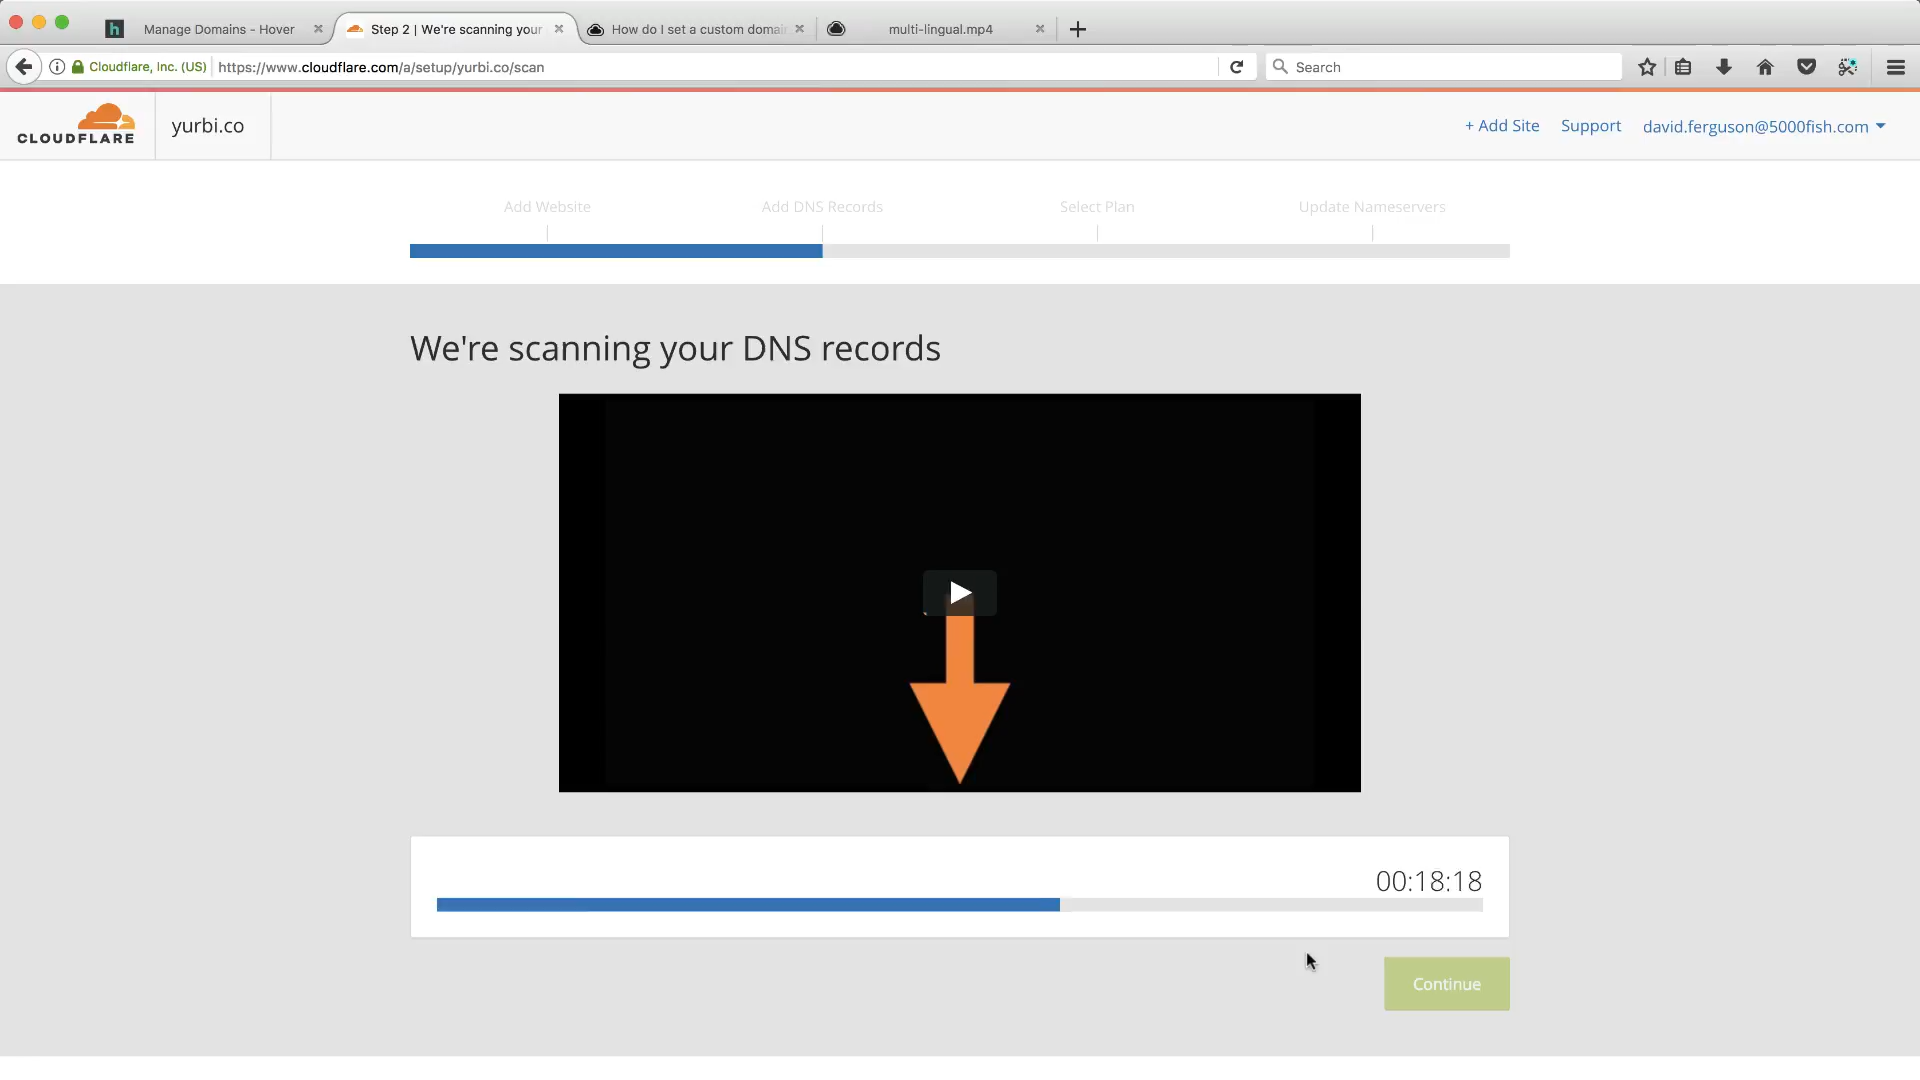 Manage Domains - Hover
Step 2 | We're scanning your
How do I set a custom domai
multi-lingual.mp4
Cloudflare, Inc. (US)
https://www.cloudflare.com/a/setup/yurbi.co/scan
Search
CLOUDFLARE
yurbi.co
+ Add Site
Support
david.ferguson@5000fish.com
Add Website
Add DNS Records
Select Plan
Update Nameservers
We're scanning your DNS records
00:18:18
Continue